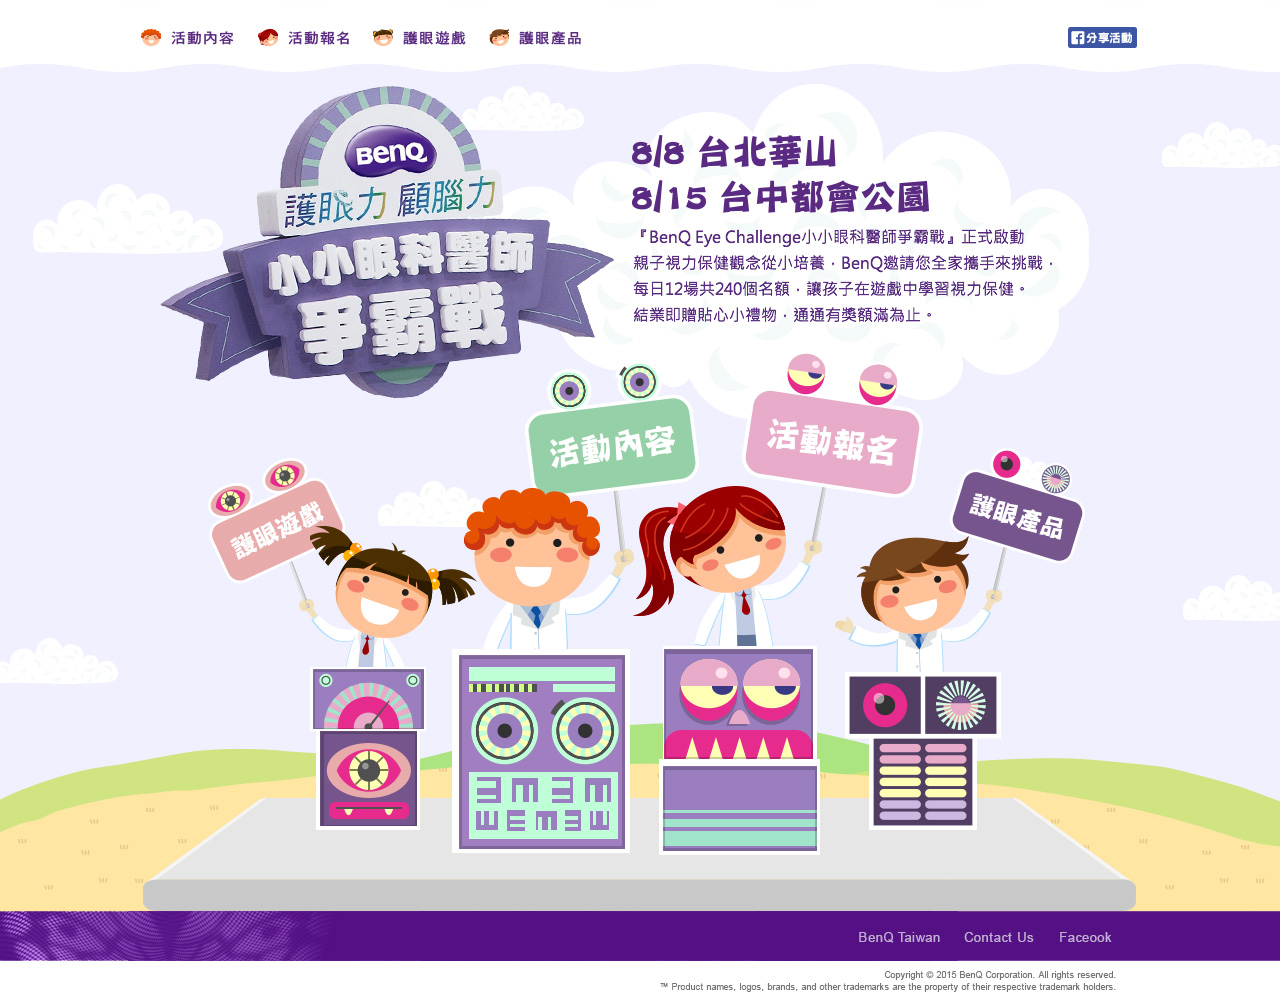 活動內容 活動報名 護眼遊戲 護眼產品
分享活動
BenQ
護眼力 顧腦力
小小眼科醫師
爭霸戰
8/8 台北華山
8/15 台中都會公園
『BenQ Eye Challenge小小眼科醫師爭霸戰』正式啟動
親子視力保健觀念從小培養，BenQ邀請您全家攜手來挑戰，
每日12場共240個名額，讓孩子在遊戲中學習視力保健。
結業即贈貼心小禮物，通通有獎額滿為止。
活動內容
活動報名
護眼遊戲
護眼產品
BenQ Taiwan Contact Us Faceook
Copyright © 2015 BenQ Corporation. All rights reserved.
™ Product names, logos, brands, and other trademarks are the property of their respective trademark holders.